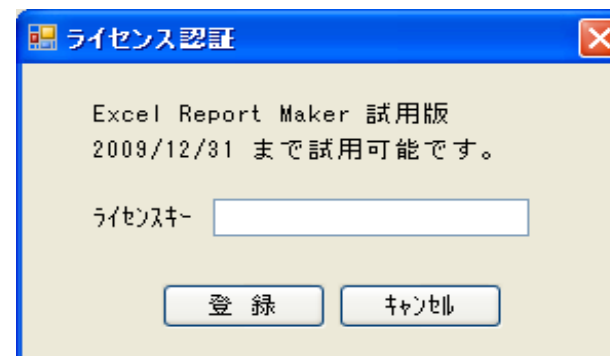 ライセンス認証
Excel Report Maker 試用版
2009/12/31 まで試用可能です。
ﾗｲｾﾝｽｷｰ
登 録
ｷｬﾝｾﾙ